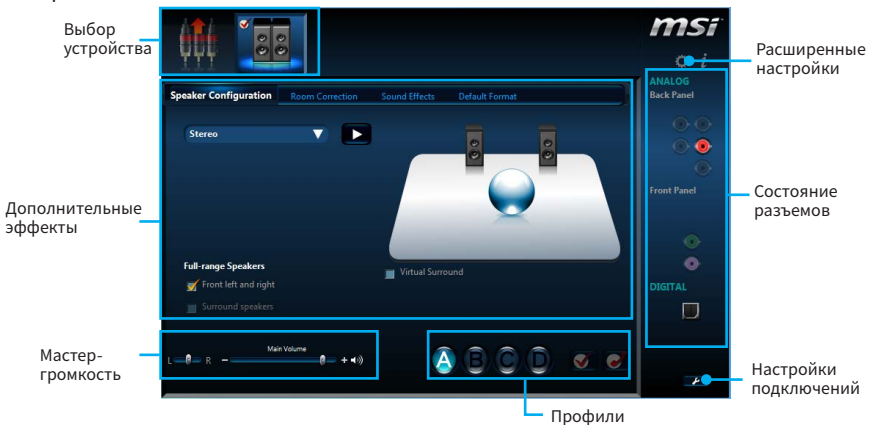 Выбор
устройства
msi
i
Расширенные
настройки
ANALOG
Back Panel
Speaker Configuration
Room Correction
Sound Effects
Default Format
Stereo
Front Panel
Состояние
разъемов
Дополнительные
эффекты
Full-range Speakers
Front left and right
Virtual Surround
Surround speakers
DIGITAL
Мастер-
громкость
Main Volume
L R - +
A B C D
Настройки
подключений
Профили